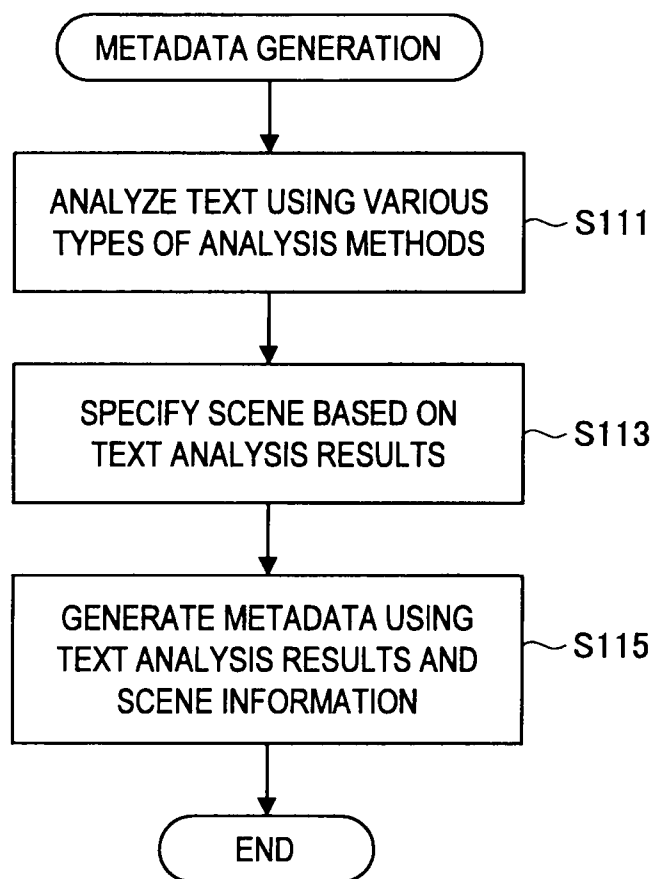 METADATA GENERATION
ANALYZE TEXT USING VARIOUS
TYPES OF ANALYSIS METHODS
S111
SPECIFY SCENE BASED ON
TEXT ANALYSIS RESULTS
S113
GENERATE METADATA USING
TEXT ANALYSIS RESULTS AND
SCENE INFORMATION
S115
END